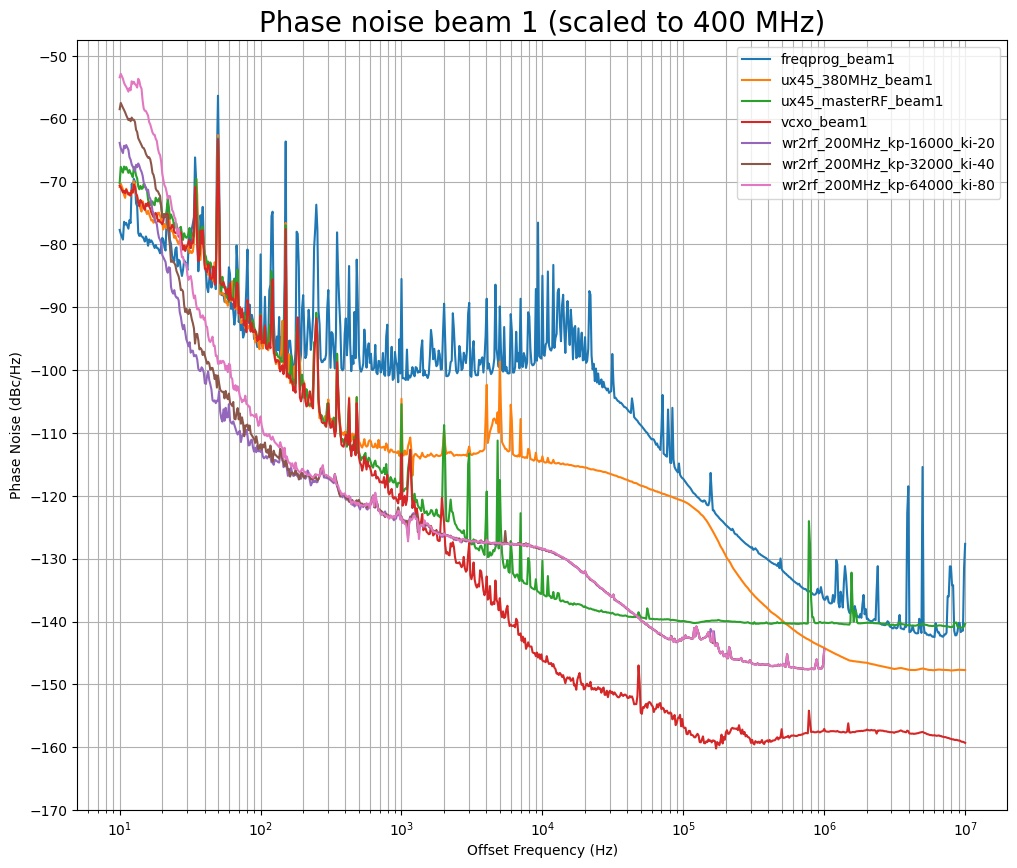 Phase noise beam 1 (scaled to 400 MHz)
freqprog_beam1
ux45_380MHz_beam1
ux45_masterRF_beam1
vcxo_beam1
wr2rf_200MHz_kp-16000_ki-20
wr2rf_200MHz_kp-32000_ki-40
wr2rf_200MHz_kp-64000_ki-80
Phase Noise (dBc/Hz)
−50
−60
−70
−80
−90
−100
−110
−120
−130
−140
−150
−160
−170
10¹ 10² 10³ 10⁴ 10⁵ 10⁶ 10⁷
Offset Frequency (Hz)